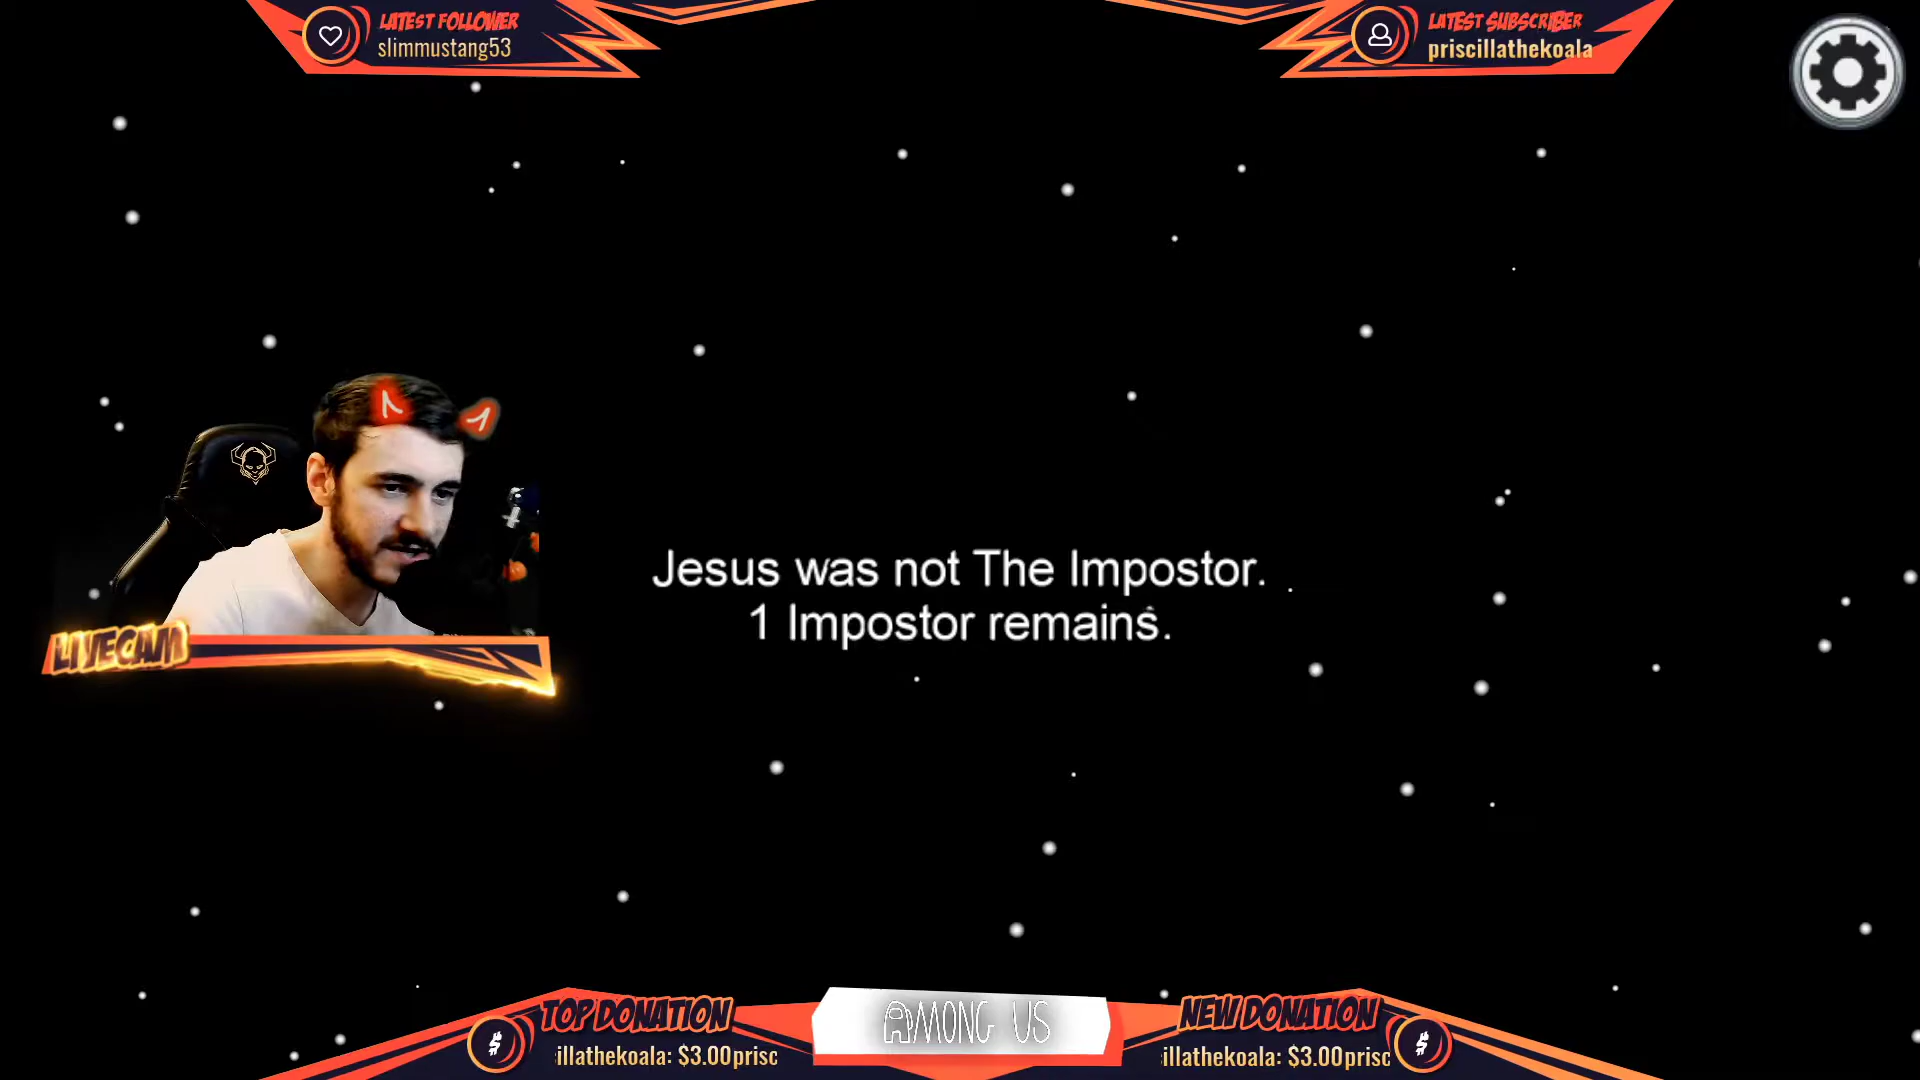 LATEST FOLLOWER
slimmustang53
LATEST SUBSCRIBER
priscillathekoala
Jesus was not The Impostor.
1 Impostor remains.
LIVECAM
TOP DONATION
illathekoala: $3.00prisc
AMONG US
NEW DONATION
illathekoala: $3.00prisc